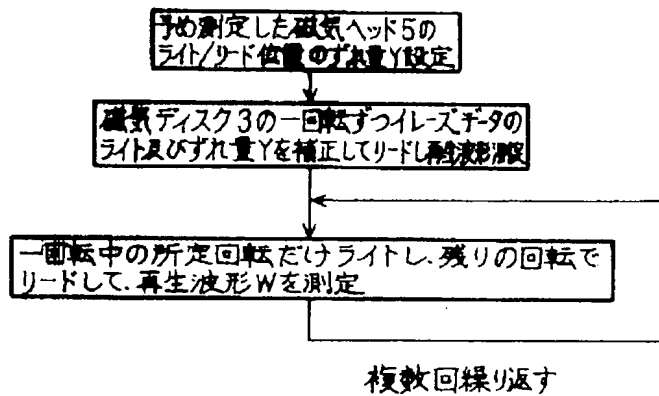 予め測定した磁気ヘッド5の
ライト/リード位置のずれ量Y設定
磁気ディスク3の一回転ずつイレーズデータの
ライト及びずれ量Yを補正してリードし再生波形測定
一回転中の所定回転だけライトし、残りの回転で
リードして、再生波形Wを測定
複数回繰り返す